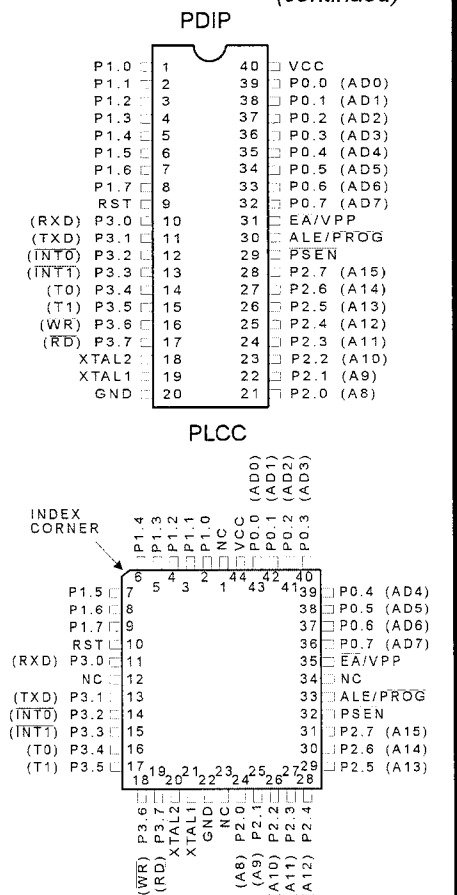 (continued)
PDIP
P1.0 1 40 VCC
P1.1 2 39 P0.0 (AD0)
P1.2 3 38 P0.1 (AD1)
P1.3 4 37 P0.2 (AD2)
P1.4 5 36 P0.3 (AD3)
P1.5 6 35 P0.4 (AD4)
P1.6 7 34 P0.5 (AD5)
P1.7 8 33 P0.6 (AD6)
RST 9 32 P0.7 (AD7)
(RXD) P3.0 10 31 E̅A̅/VPP
(TXD) P3.1 11 30 ALE/P̅R̅O̅G̅
(I̅N̅T̅0̅) P3.2 12 29 P̅S̅E̅N̅
(I̅N̅T̅1̅) P3.3 13 28 P2.7 (A15)
(T0) P3.4 14 27 P2.6 (A14)
(T1) P3.5 15 26 P2.5 (A13)
(W̅R̅) P3.6 16 25 P2.4 (A12)
(R̅D̅) P3.7 17 24 P2.3 (A11)
XTAL2 18 23 P2.2 (A10)
XTAL1 19 22 P2.1 (A9)
GND 20 21 P2.0 (A8)
PLCC
INDEX
CORNER
P1.4
P1.3
P1.2
P1.1
P1.0
NC
VCC
P0.0 (AD0)
P0.1 (AD1)
P0.2 (AD2)
P0.3 (AD3)
6 5 4 3 2 1 44 43 42 41 40
P1.5 7 39 P0.4 (AD4)
P1.6 8 38 P0.5 (AD5)
P1.7 9 37 P0.6 (AD6)
RST 10 36 P0.7 (AD7)
(RXD) P3.0 11 35 E̅A̅/VPP
NC 12 34 NC
(TXD) P3.1 13 33 ALE/P̅R̅O̅G̅
(I̅N̅T̅0̅) P3.2 14 32 P̅S̅E̅N̅
(I̅N̅T̅1̅) P3.3 15 31 P2.7 (A15)
(T0) P3.4 16 30 P2.6 (A14)
(T1) P3.5 17 29 P2.5 (A13)
18 19 20 21 22 23 24 25 26 27 28
(W̅R̅) P3.6
(R̅D̅) P3.7
XTAL2
XTAL1
GND
NC
(A8) P2.0
(A9) P2.1
(A10) P2.2
(A11) P2.3
(A12) P2.4